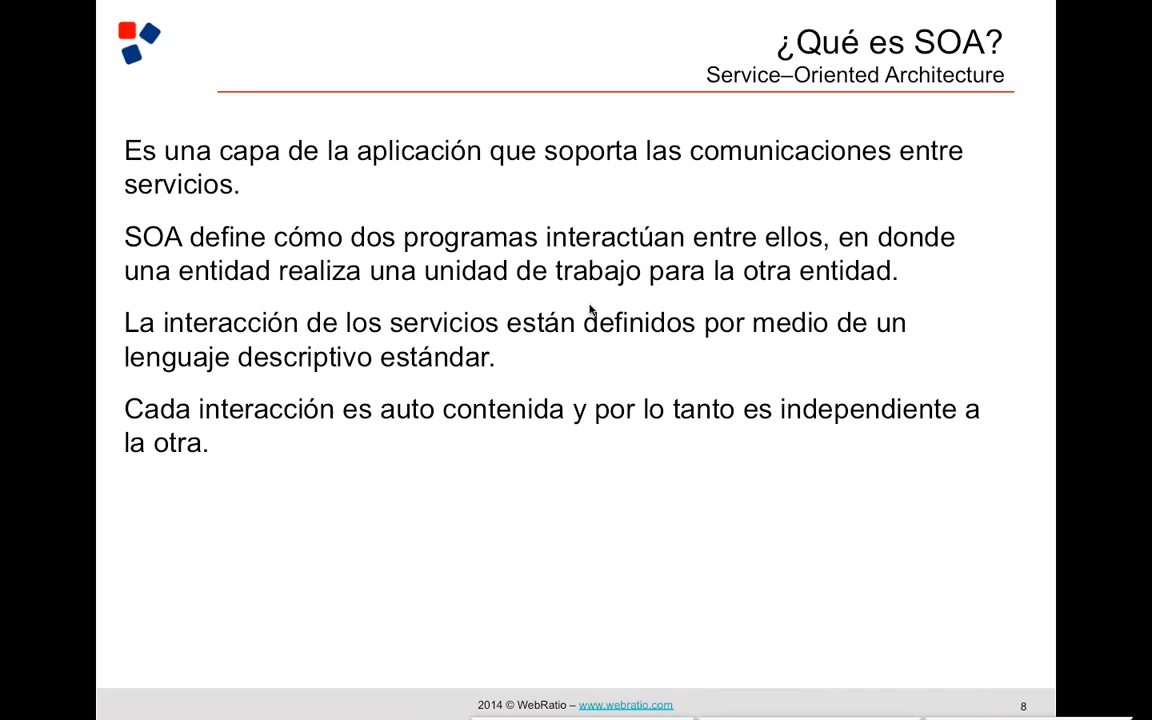 ¿Qué es SOA?
Service–Oriented Architecture
Es una capa de la aplicación que soporta las comunicaciones entre
servicios.
SOA define cómo dos programas interactúan entre ellos, en donde
una entidad realiza una unidad de trabajo para la otra entidad.
La interacción de los servicios están definidos por medio de un
lenguaje descriptivo estándar.
Cada interacción es auto contenida y por lo tanto es independiente a
la otra.
2014 © WebRatio – www.webratio.com
8